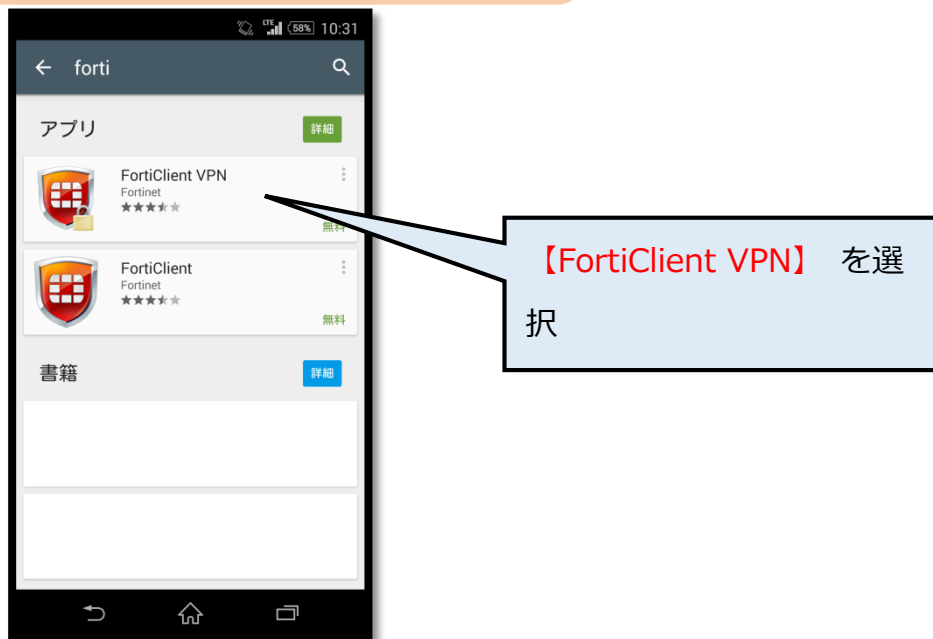 LTE 58% 10:31
forti
アプリ 詳細
FortiClient VPN
Fortinet
無料
FortiClient
Fortinet
無料
書籍 詳細
【FortiClient VPN】 を選
択